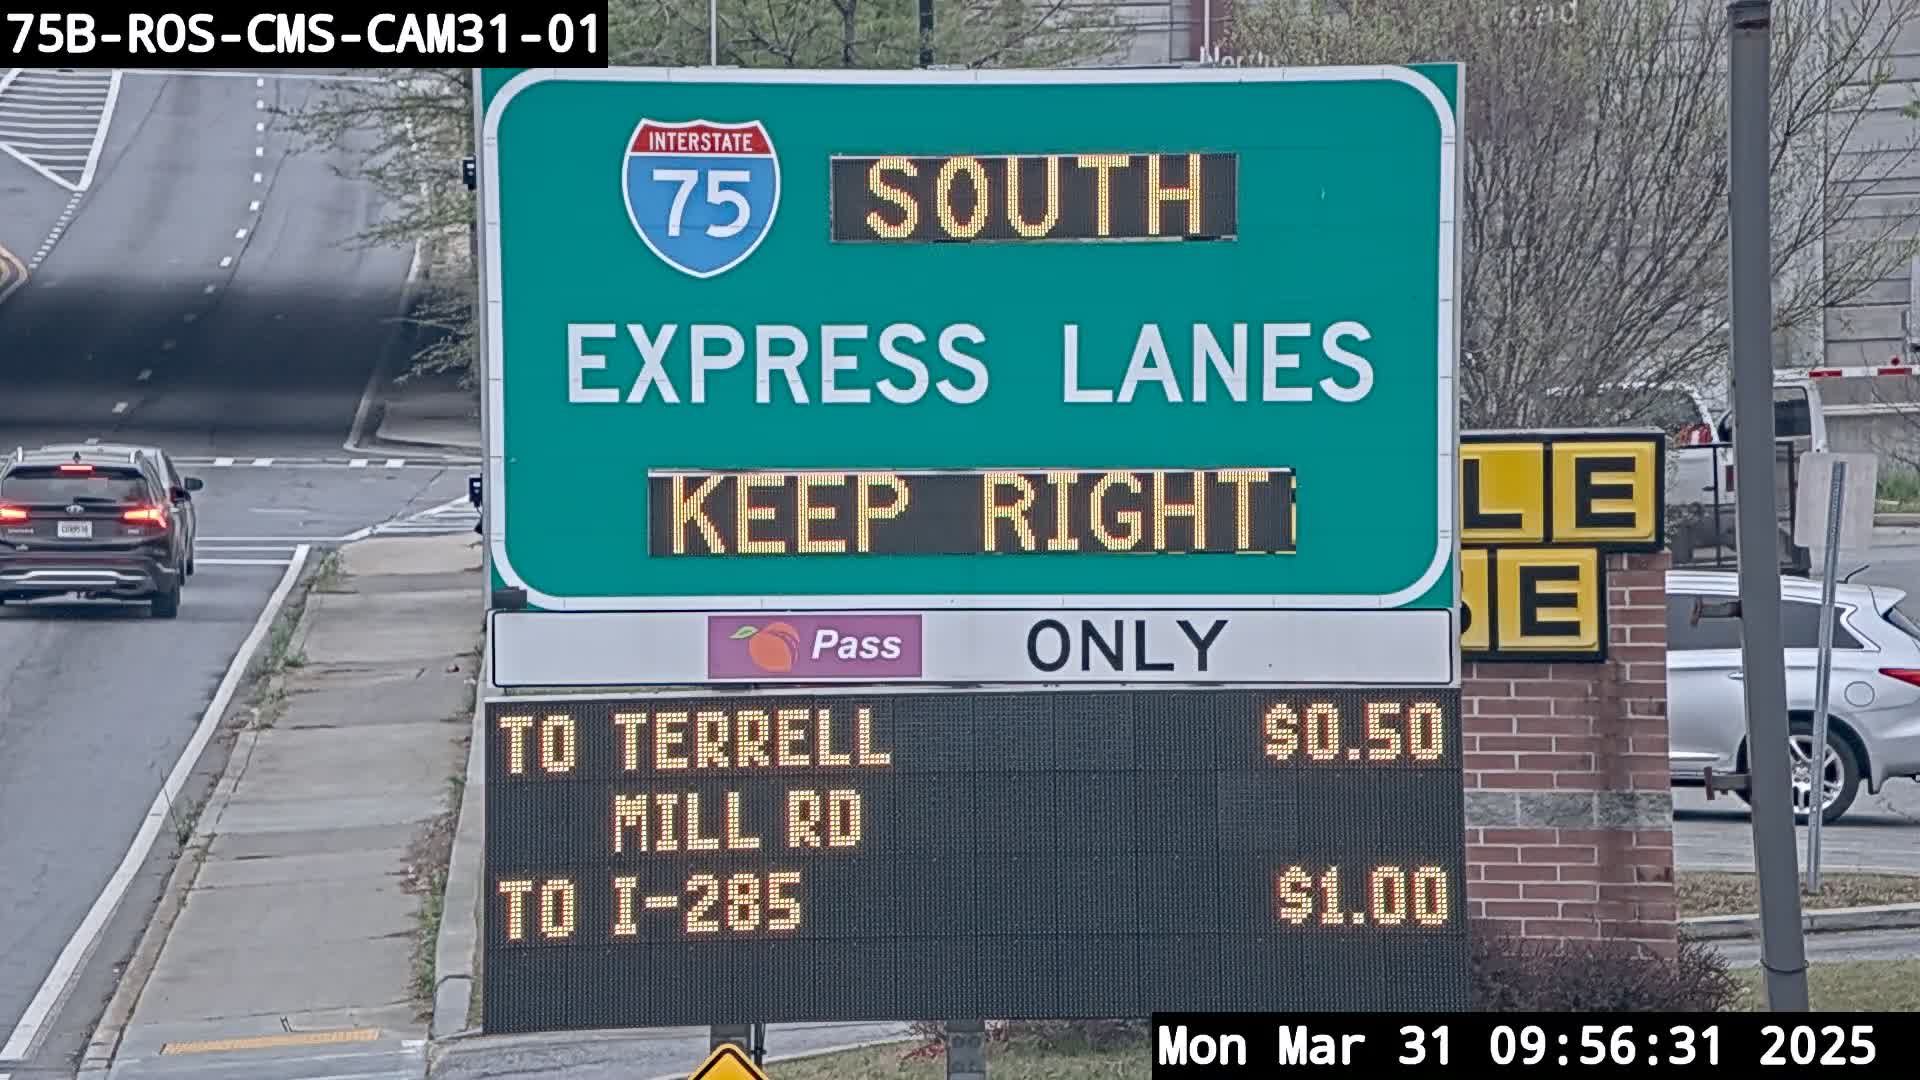 75B-ROS-CMS-CAM31-01
INTERSTATE
75
SOUTH
EXPRESS LANES
KEEP RIGHT
Pass ONLY
TO TERRELL $0.50
MILL RD
TO I-285 $1.00
LE
E
Mon Mar 31 09:56:31 2025